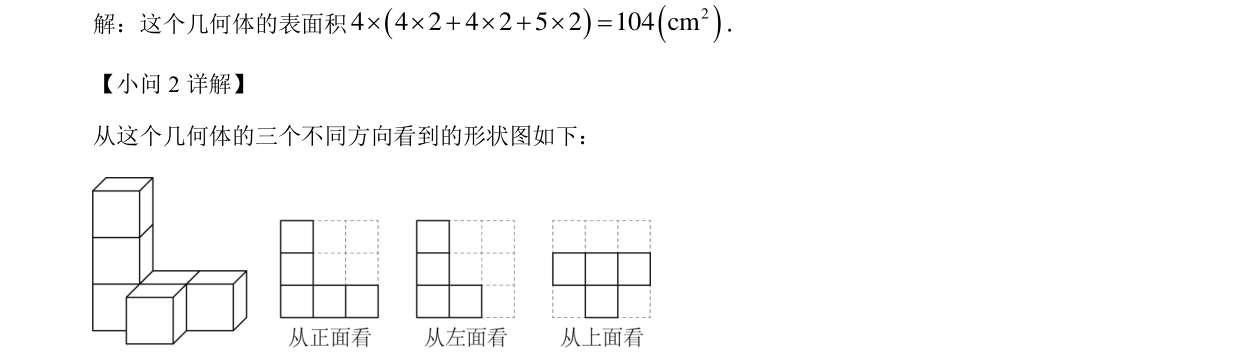 解：这个几何体的表面积4×(4×2+4×2+5×2)=104(cm²).
【小问 2 详解】
从这个几何体的三个不同方向看到的形状图如下：
从正面看 从左面看 从上面看